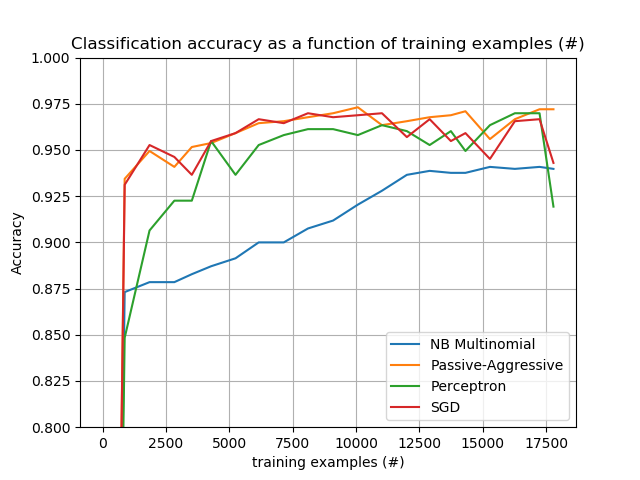 Classification accuracy as a function of training examples (#)
1.000
0.975
0.950
0.925
0.900
0.875
0.850
0.825
0.800
Accuracy
NB Multinomial
Passive-Aggressive
Perceptron
SGD
0 2500 5000 7500 10000 12500 15000 17500
training examples (#)